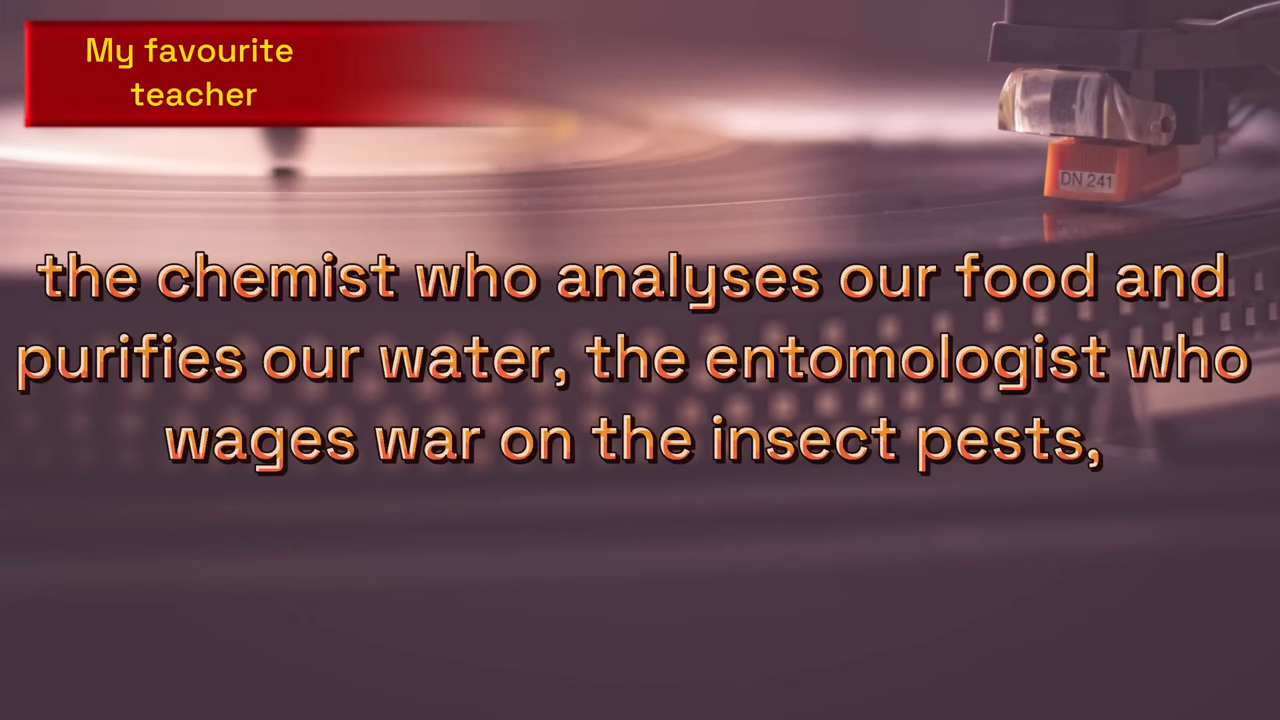 My favourite
teacher
DN 241
the chemist who analyses our food and
purifies our water, the entomologist who
wages war on the insect pests,